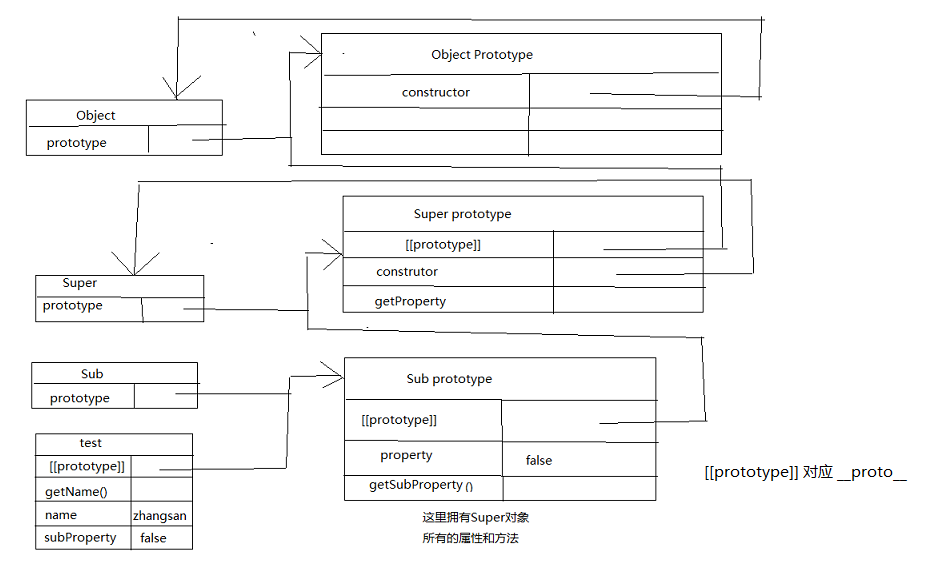 Object Prototype
constructor
Object
prototype
Super prototype
[[prototype]]
construtor
getProperty
Super
prototype
Sub
prototype
Sub prototype
[[prototype]]
property false
getSubProperty ()
test
[[prototype]]
getName()
name zhangsan
subProperty false
[[prototype]] 对应 __proto__
这里拥有Super对象
所有的属性和方法